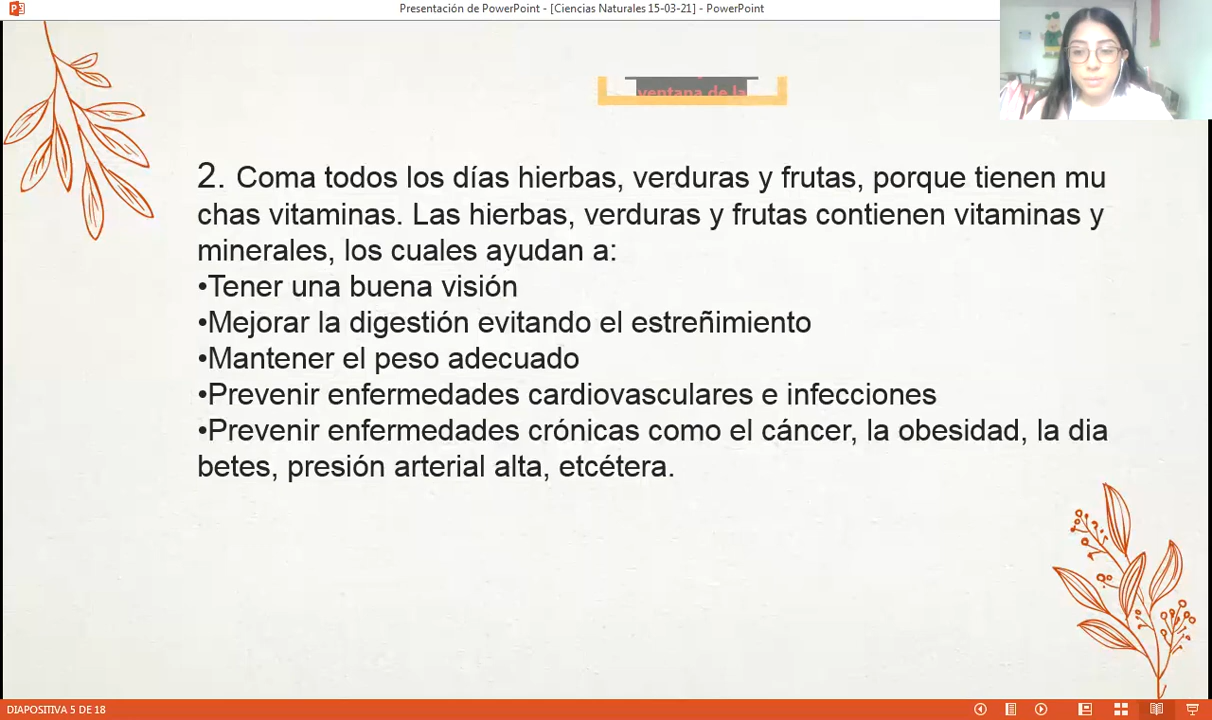 Presentación de PowerPoint - [Ciencias Naturales 15-03-21] - PowerPoint
ventana de la
2. Coma todos los días hierbas, verduras y frutas, porque tienen mu
chas vitaminas. Las hierbas, verduras y frutas contienen vitaminas y
minerales, los cuales ayudan a:
•Tener una buena visión
•Mejorar la digestión evitando el estreñimiento
•Mantener el peso adecuado
•Prevenir enfermedades cardiovasculares e infecciones
•Prevenir enfermedades crónicas como el cáncer, la obesidad, la dia
betes, presión arterial alta, etcétera.
DIAPOSITIVA 5 DE 18